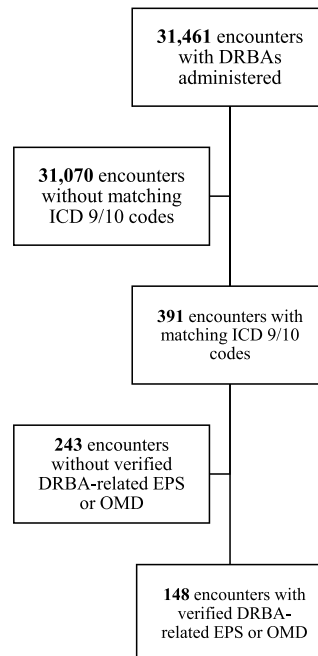 31,461 encounters
with DRBAs
administered
31,070 encounters
without matching
ICD 9/10 codes
391 encounters with
matching ICD 9/10
codes
243 encounters
without verified
DRBA-related EPS
or OMD
148 encounters with
verified DRBA-
related EPS or OMD